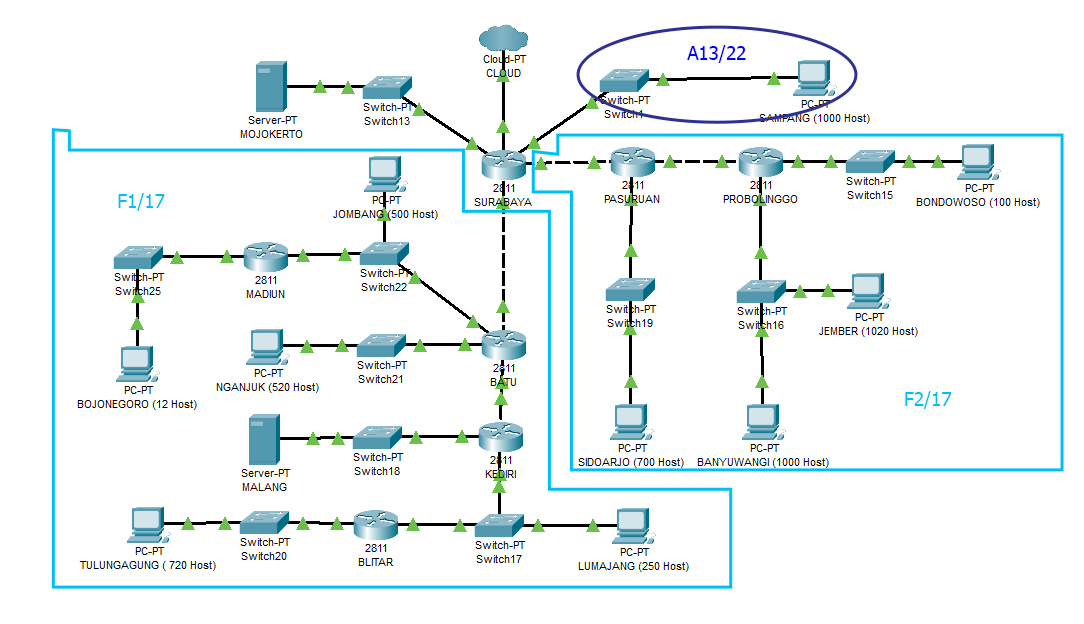 Cloud-PT
CLOUD
A13/22
Server-PT
MOJOKERTO
Switch-PT
Switch13
Switch-PT
Switch1
PC-PT
SAMPANG (1000 Host)
F1/17
PC-PT
JOMBANG (500 Host)
2811
SURABAYA
2811
PASURUAN
2811
PROBOLINGGO
Switch-PT
Switch15
PC-PT
BONDOWOSO (100 Host)
Switch-PT
Switch25
2811
MADIUN
Switch-PT
Switch22
Switch-PT
Switch19
Switch-PT
Switch16
PC-PT
JEMBER (1020 Host)
PC-PT
BOJONEGORO (12 Host)
PC-PT
NGANJUK (520 Host)
Switch-PT
Switch21
2811
BATU
F2/17
Server-PT
MALANG
Switch-PT
Switch18
2811
KEDIRI
PC-PT
SIDOARJO (700 Host)
PC-PT
BANYUWANGI (1000 Host)
PC-PT
TULUNGAGUNG ( 720 Host)
Switch-PT
Switch20
2811
BLITAR
Switch-PT
Switch17
PC-PT
LUMAJANG (250 Host)